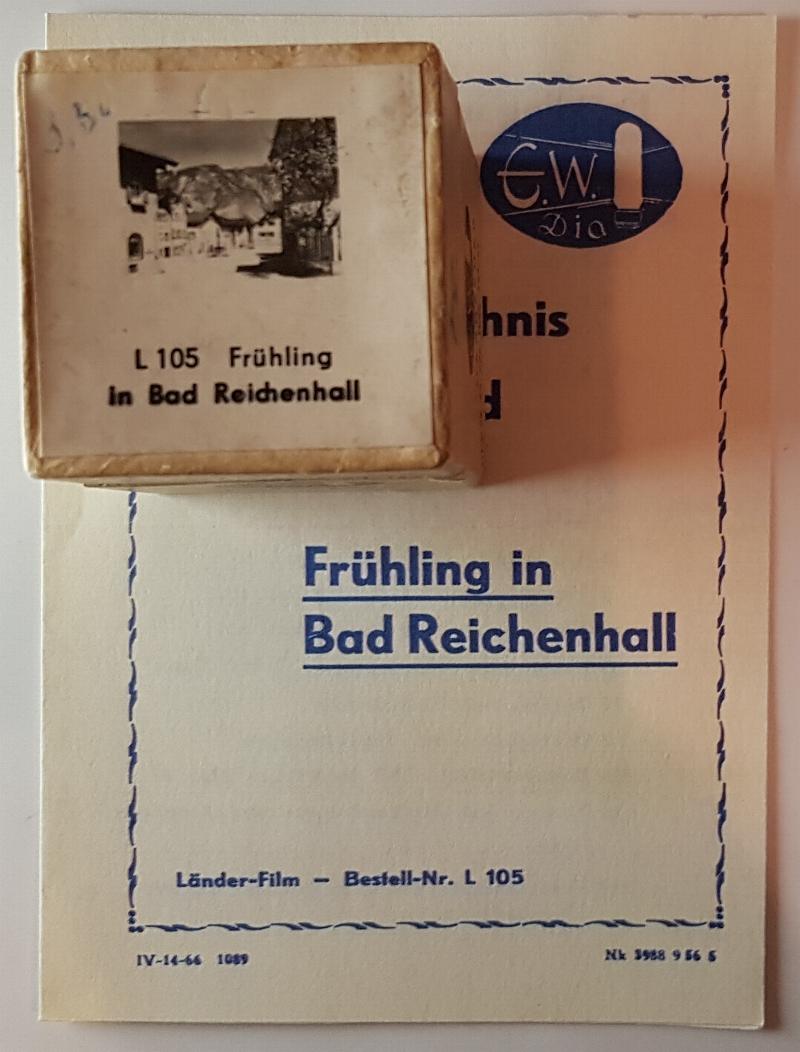 L 105 Frühling
in Bad Reichenhall
E.W.
Dia
hnis
d
Frühling in
Bad Reichenhall
Länder-Film — Bestell-Nr. L 105
IV-14-66 1089
Nk 3988 9 56 5